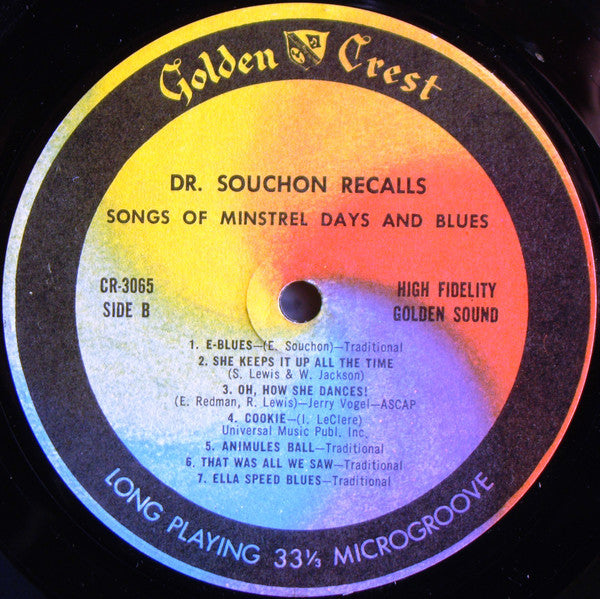 Golden Crest
DR. SOUCHON RECALLS
SONGS OF MINSTREL DAYS AND BLUES
CR-3065
SIDE B
HIGH FIDELITY
GOLDEN SOUND
1. E-BLUES—(E. Souchon)—Traditional
2. SHE KEEPS IT UP ALL THE TIME
(S. Lewis & W. Jackson)
3. OH, HOW SHE DANCES!
(E. Redman, R. Lewis)—Jerry Vogel—ASCAP
4. COOKIE—(I. LeClere)
Universal Music Publ. Inc.
5. ANIMULES BALL—Traditional
6. THAT WAS ALL WE SAW—Traditional
7. ELLA SPEED BLUES—Traditional
LONG PLAYING 33⅓ MICROGROOVE